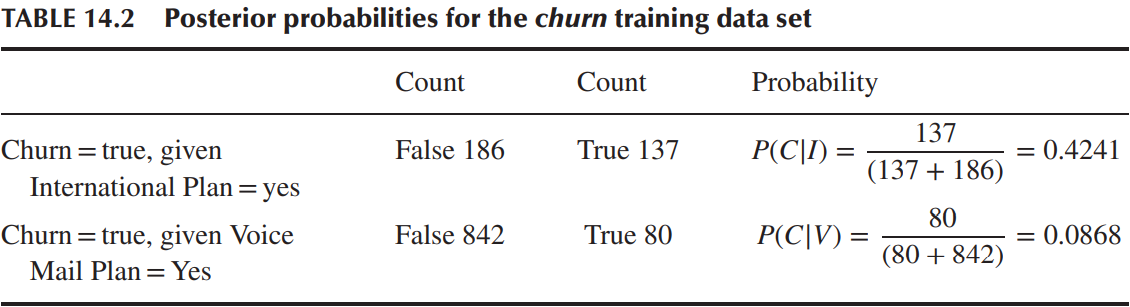 TABLE 14.2 Posterior probabilities for the churn training data set
Count Count Probability
Churn = true, given International Plan = yes False 186 True 137 P(C|I) = 137 / (137 + 186) = 0.4241
Churn = true, given Voice Mail Plan = Yes False 842 True 80 P(C|V) = 80 / (80 + 842) = 0.0868